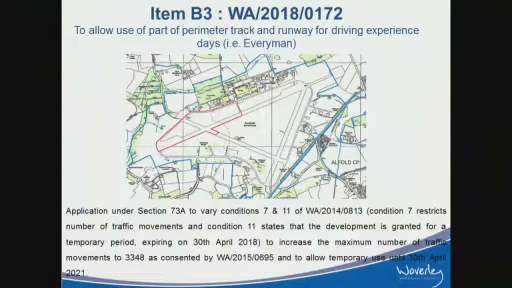 Item B3 : WA/2018/0172
To allow use of part of perimeter track and runway for driving experience
days (i.e. Everyman)
ALFOLD CP
Application under Section 73A to vary conditions 7 & 11 of WA/2014/0813 (condition 7 restricts
number of traffic movements and condition 11 states that the development is granted for a
temporary period, expiring on 30th April 2018) to increase the maximum number of traffic
movements to 3348 as consented by WA/2015/0695 and to allow temporary use until 30th April
2021.
Waverley